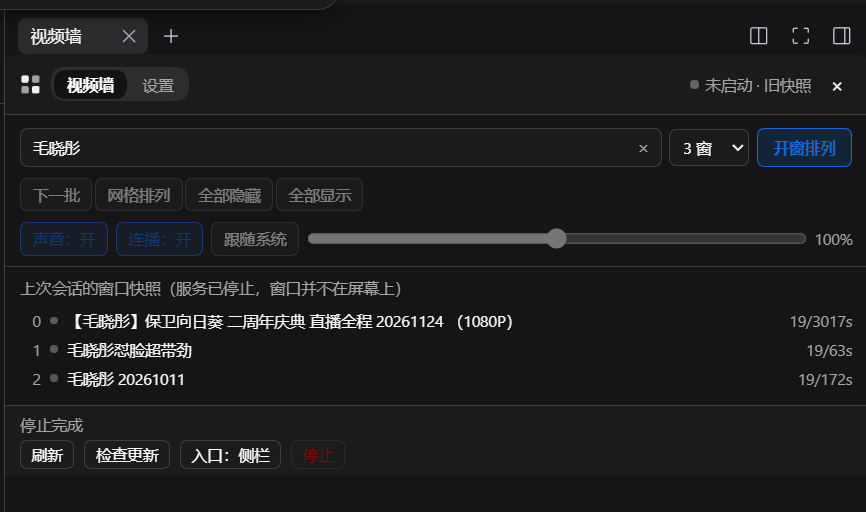 视频墙
视频墙 设置 未启动 · 旧快照
毛晓彤 3 窗 开窗排列
下一批 网格排列 全部隐藏 全部显示
声音：开 连播：开 跟随系统 100%
上次会话的窗口快照（服务已停止，窗口并不在屏幕上）
0 【毛晓彤】保卫向日葵 二周年庆典 直播全程 20261124 （1080P） 19/3017s
1 毛晓彤怼脸超带劲 19/63s
2 毛晓彤 20261011 19/172s
停止完成
刷新 检查更新 入口：侧栏 停止